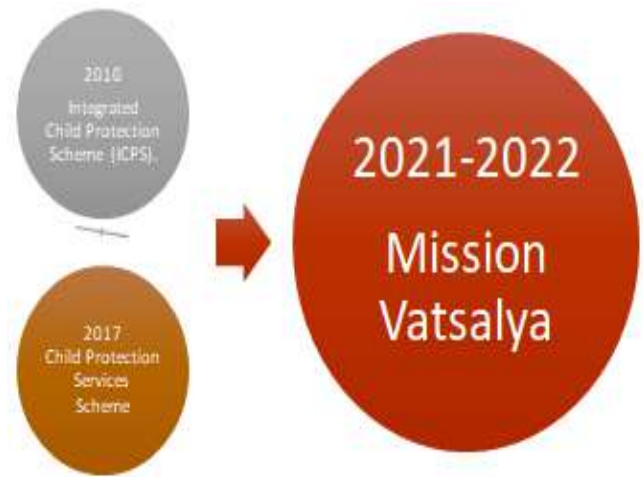 2010
Integrated
Child Protection
Scheme (ICPS).
2017
Child Protection
Services
Scheme
2021-2022
Mission
Vatsalya